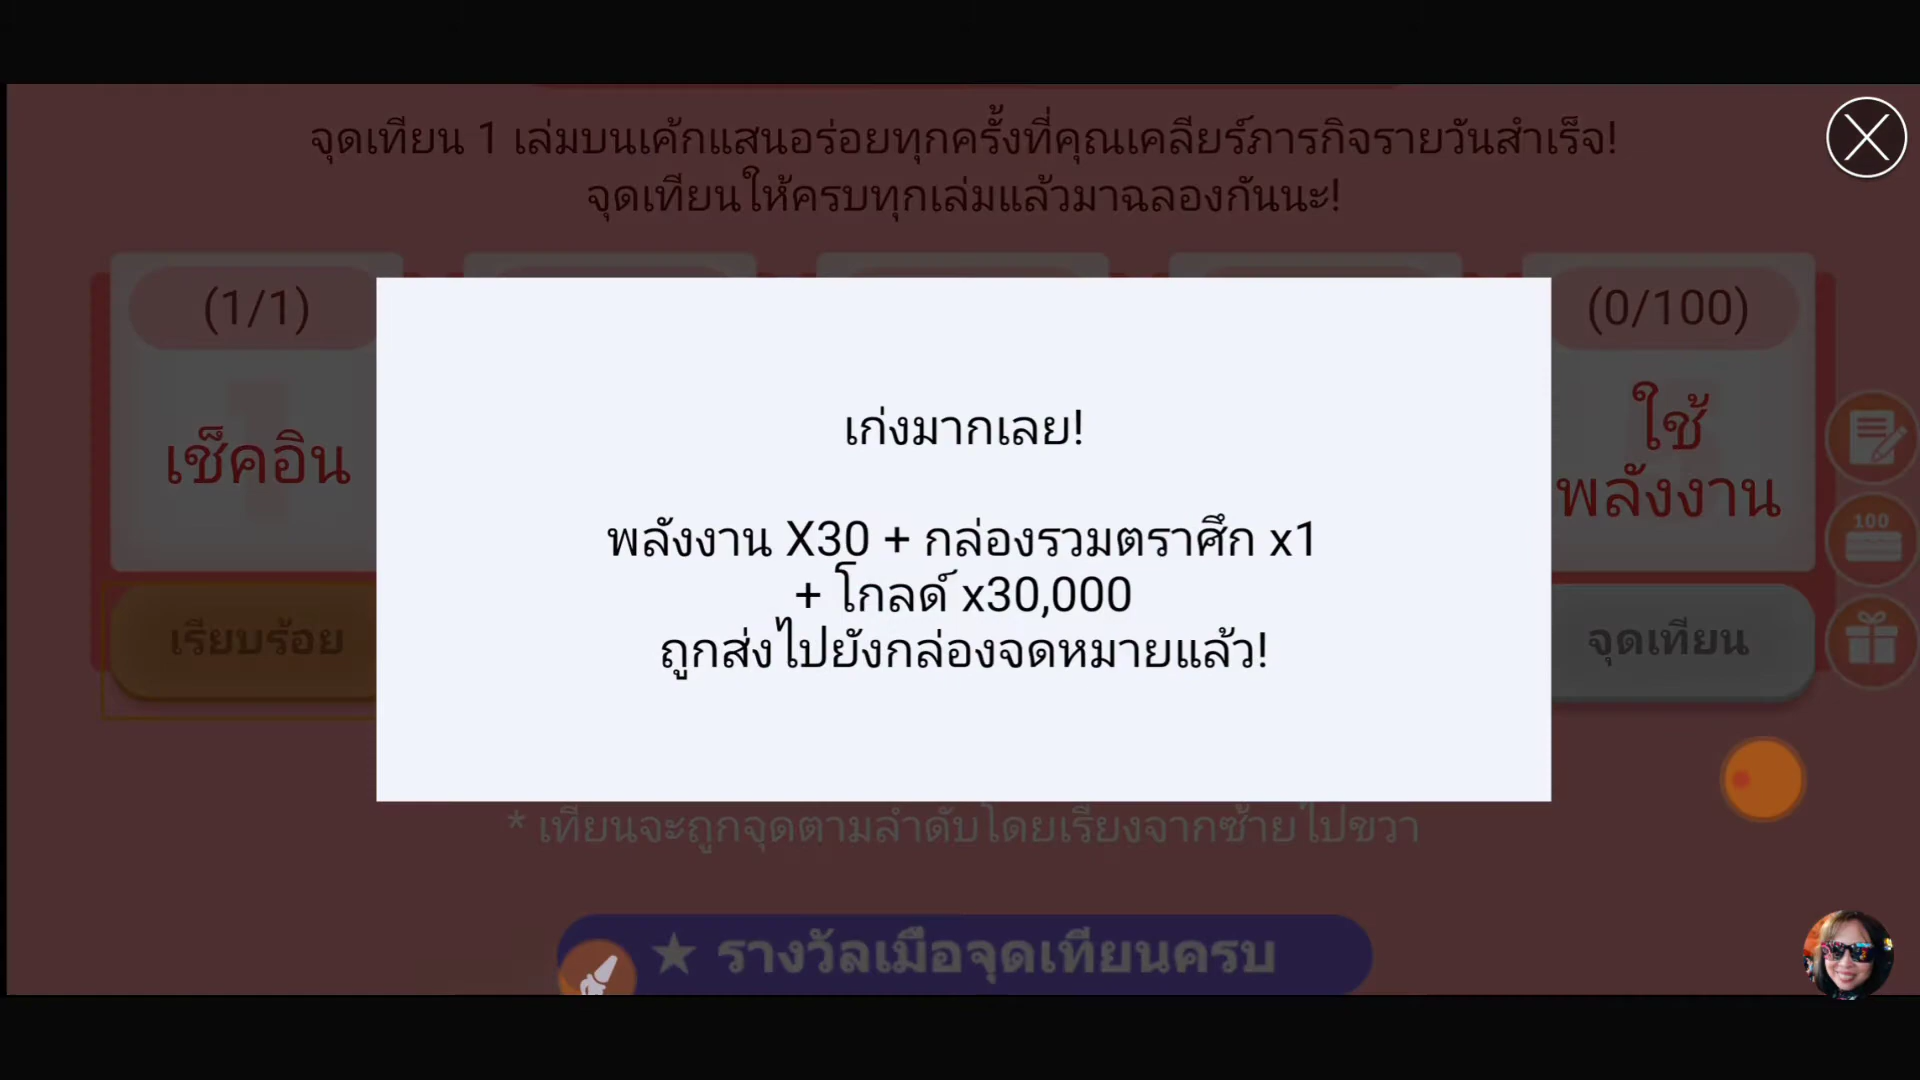 จุดเทียน 1 เล่มบนเค้กแสนอร่อยทุกครั้งที่คุณเคลียร์ภารกิจรายวันสำเร็จ!
จุดเทียนให้ครบทุกเล่มแล้วมาฉลองกันนะ!
(1/1)
(0/100)
เช็คอิน
ใช้
พลังงาน
เก่งมากเลย!
พลังงาน X30 + กล่องรวมตราศึก x1
+ โกลด์ x30,000
ถูกส่งไปยังกล่องจดหมายแล้ว!
100
เรียบร้อย
จุดเทียน
* เทียนจะถูกจุดตามลำดับโดยเรียงจากซ้ายไปขวา
★ รางวัลเมื่อจุดเทียนครบ